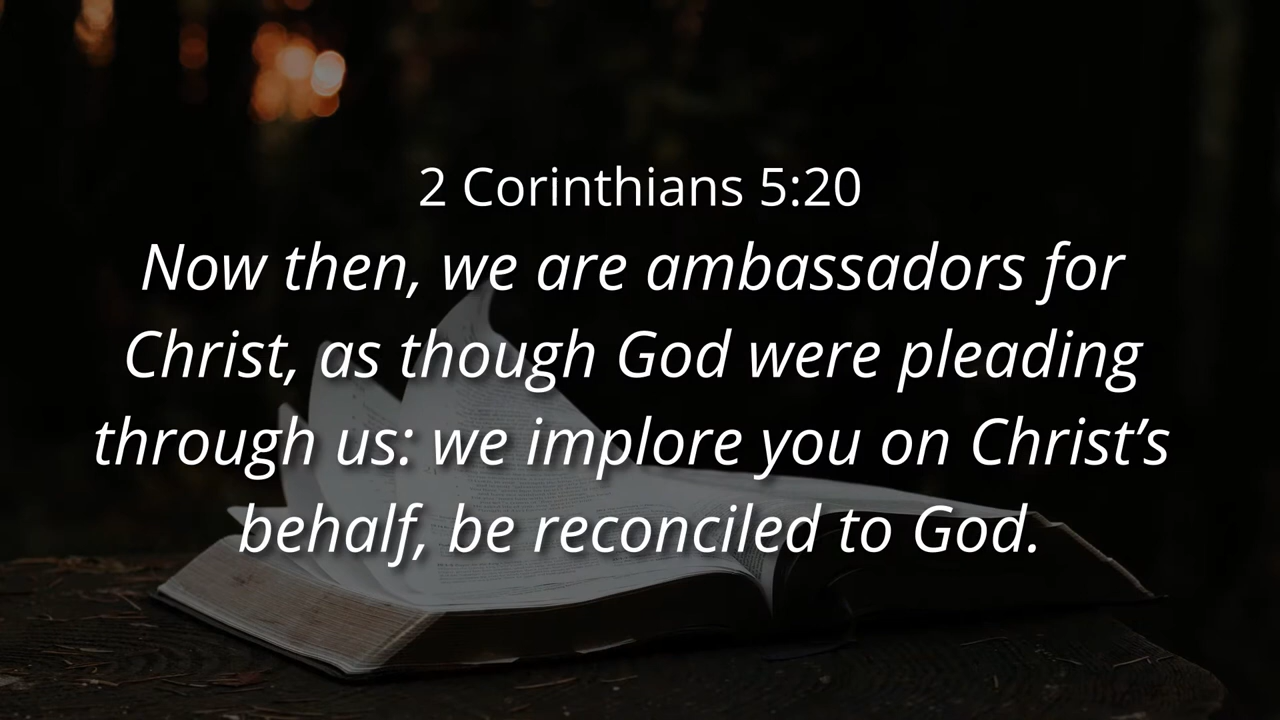 2 Corinthians 5:20
Now then, we are ambassadors for
Christ, as though God were pleading
through us: we implore you on Christ’s
behalf, be reconciled to God.